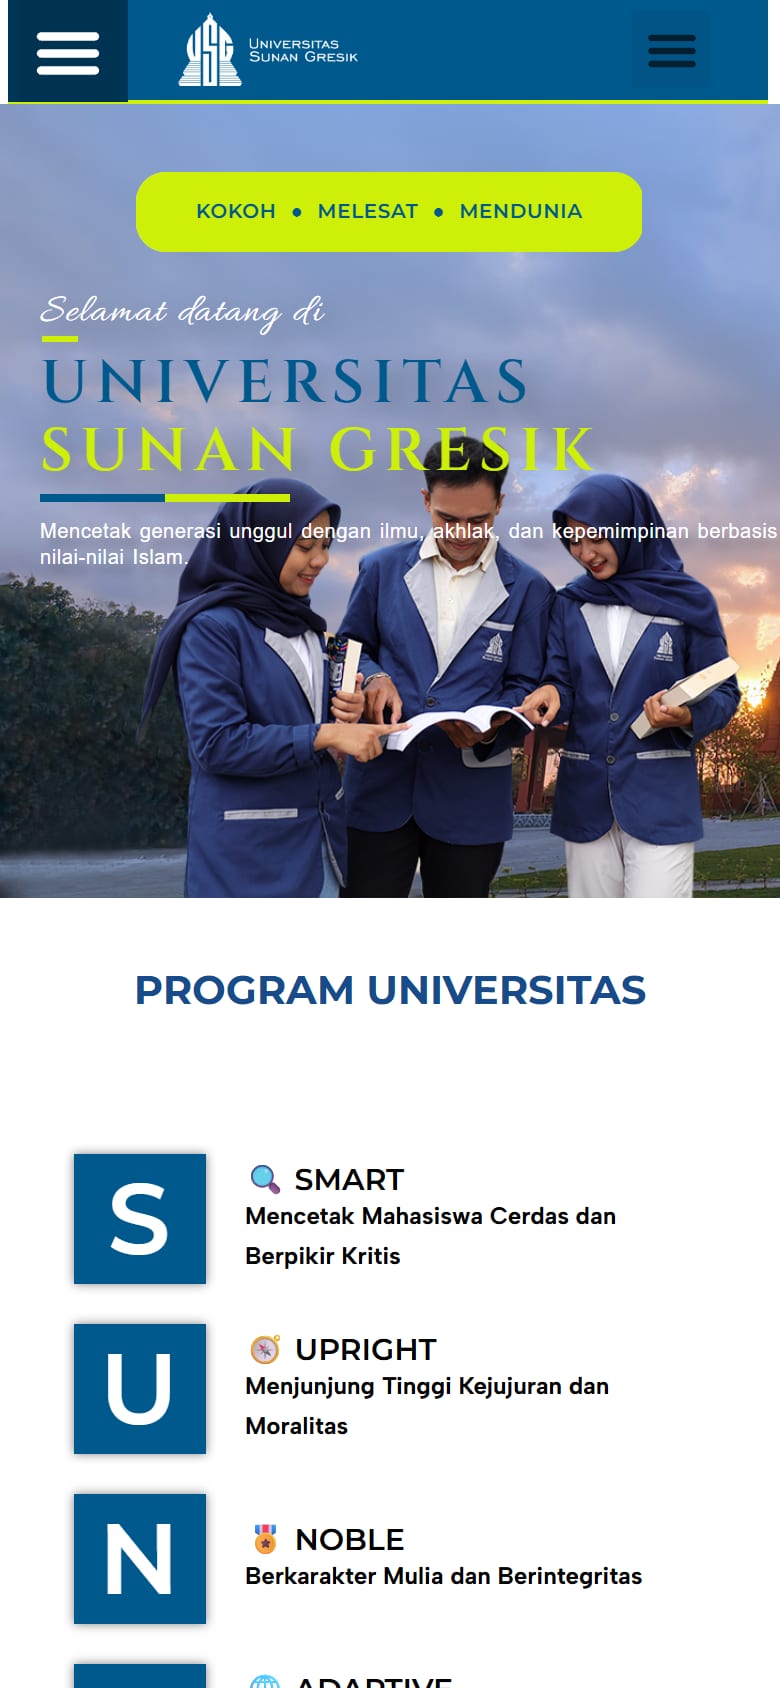 USG
UNIVERSITAS
SUNAN GRESIK
KOKOH • MELESAT • MENDUNIA
Selamat datang di
UNIVERSITAS
SUNAN GRESIK
Mencetak generasi unggul dengan ilmu, akhlak, dan kepemimpinan berbasis
nilai-nilai Islam.
PROGRAM UNIVERSITAS
S
🔍 SMART
Mencetak Mahasiswa Cerdas dan
Berpikir Kritis
U
🧭 UPRIGHT
Menjunjung Tinggi Kejujuran dan
Moralitas
N
🏅 NOBLE
Berkarakter Mulia dan Berintegritas
🌐 ADAPTIVE